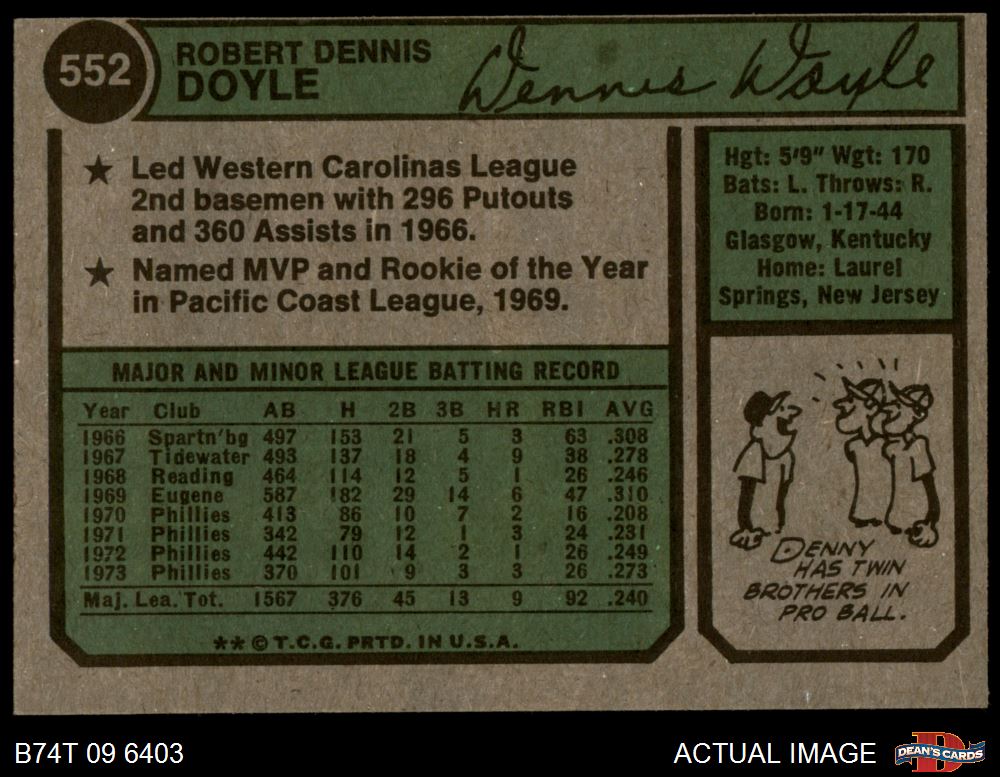 552
ROBERT DENNIS
DOYLE
Dennis Doyle
★ Led Western Carolinas League
2nd basemen with 296 Putouts
and 360 Assists in 1966.
★ Named MVP and Rookie of the Year
in Pacific Coast League, 1969.
Hgt: 5'9" Wgt: 170
Bats: L. Throws: R.
Born: 1-17-44
Glasgow, Kentucky
Home: Laurel
Springs, New Jersey
MAJOR AND MINOR LEAGUE BATTING RECORD
Year Club AB H 2B 3B HR RBI AVG
1966 Spartn'bg 497 153 21 5 3 63 .308
1967 Tidewater 493 137 18 4 9 38 .278
1968 Reading 464 114 12 5 1 26 .246
1969 Eugene 587 182 29 14 6 47 .310
1970 Phillies 413 86 10 7 2 16 .208
1971 Phillies 342 79 12 1 3 24 .231
1972 Phillies 442 110 14 2 1 26 .249
1973 Phillies 370 101 9 3 3 26 .273
Maj. Lea. Tot. 1567 376 45 13 9 92 .240
** © T.C.G. PRTD. IN U.S.A.
DENNY
HAS TWIN
BROTHERS IN
PRO BALL.
B74T 09 6403
ACTUAL IMAGE
D
DEAN'S CARDS